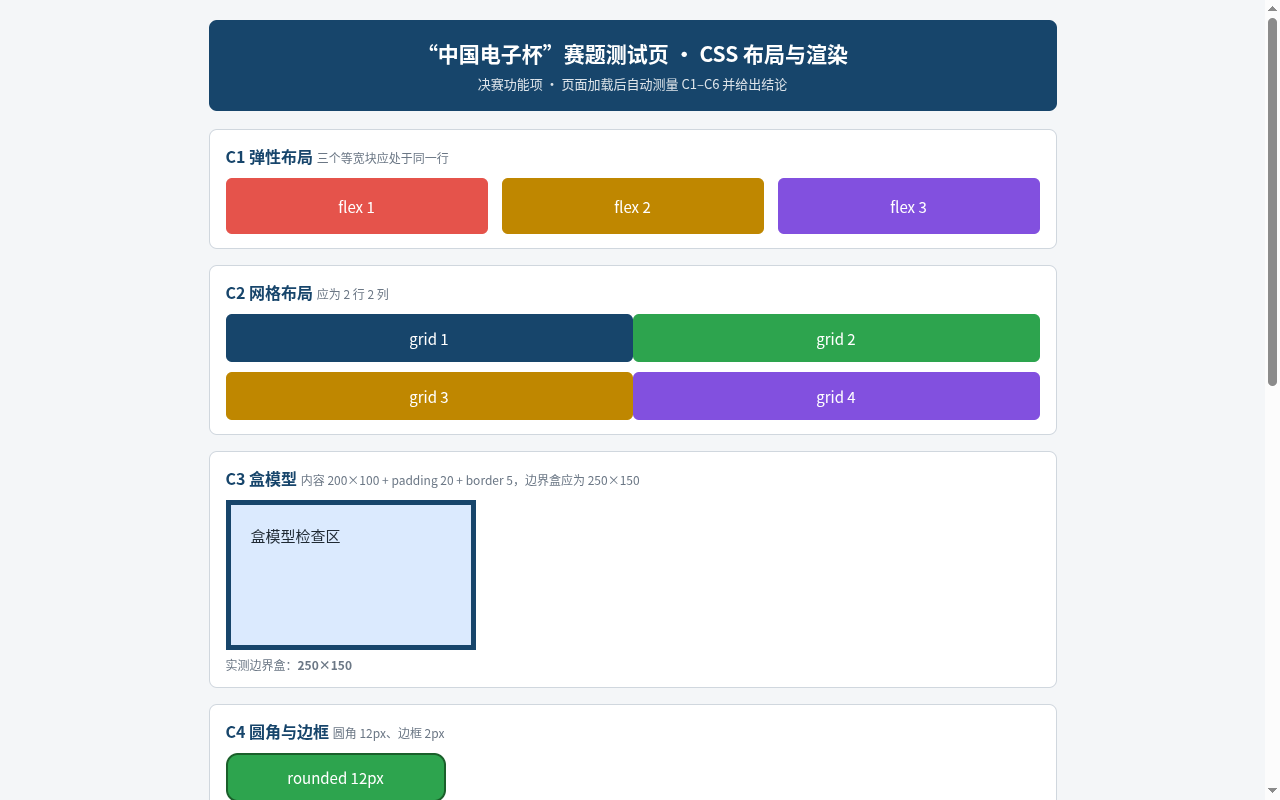 “中国电子杯”赛题测试页 · CSS 布局与渲染
决赛功能项 · 页面加载后自动测量 C1–C6 并给出结论
C1 弹性布局 三个等宽块应处于同一行
flex 1 flex 2 flex 3
C2 网格布局 应为 2 行 2 列
grid 1 grid 2
grid 3 grid 4
C3 盒模型 内容 200×100 + padding 20 + border 5，边界盒应为 250×150
盒模型检查区
实测边界盒：250×150
C4 圆角与边框 圆角 12px、边框 2px
rounded 12px